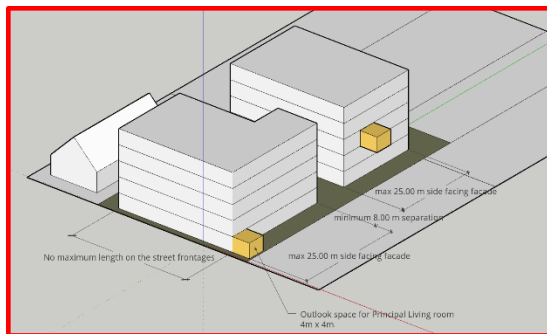 max 25.00 m side facing facade
minimum 8.00 m separation
No maximum length on the street frontages
max 25.00 m side facing facade
Outlook space for Principal Living room
4m x 4m